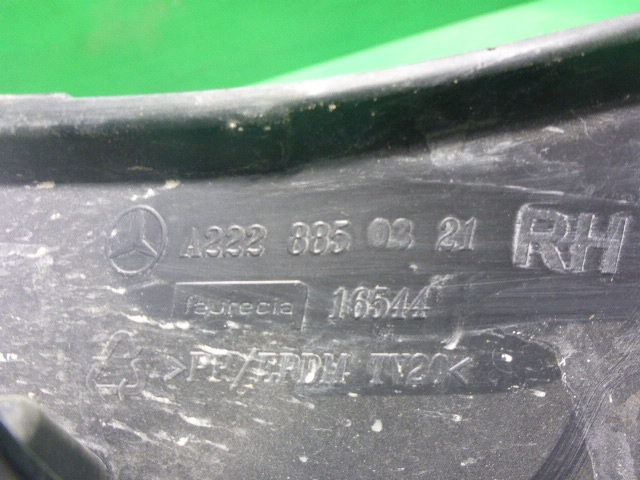 A222 885 03 21 RH
faurecia 16544
>PP/EPDM TV20<